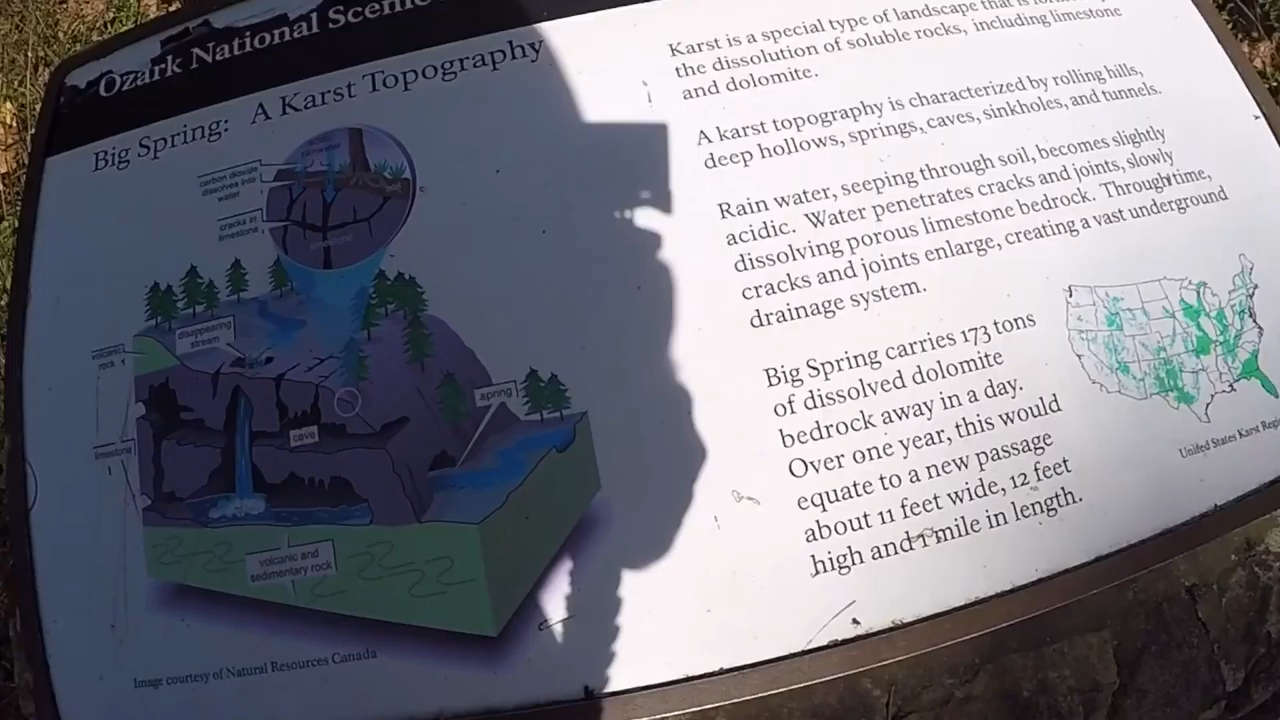 Ozark National Scenic
Big Spring: A Karst Topography
carbon dioxide
dissolves into
water
cracks in
limestone
soil
limestone
disappearing
stream
volcanic
rock
spring
cave
limestone
volcanic and
sedimentary rock
Image courtesy of Natural Resources Canada
Karst is a special type of landscape that is
the dissolution of soluble rocks, including limestone
and dolomite.
A karst topography is characterized by rolling hills,
deep hollows, springs, caves, sinkholes, and tunnels.
Rain water, seeping through soil, becomes slightly
acidic. Water penetrates cracks and joints, slowly
dissolving porous limestone bedrock. Through time,
cracks and joints enlarge, creating a vast underground
drainage system.
Big Spring carries 173 tons
of dissolved dolomite
bedrock away in a day.
Over one year, this would
equate to a new passage
about 11 feet wide, 12 feet
high and 1 mile in length.
United States Karst